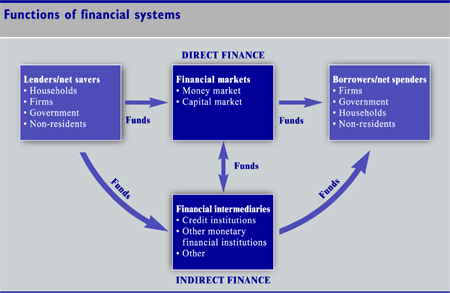 Functions of financial systems
DIRECT FINANCE
Lenders/net savers
• Households
• Firms
• Government
• Non-residents
Funds
Financial markets
• Money market
• Capital market
Funds
Borrowers/net spenders
• Firms
• Government
• Households
• Non-residents
Funds
Funds
Funds
Financial intermediaries
• Credit institutions
• Other monetary
financial institutions
• Other
INDIRECT FINANCE